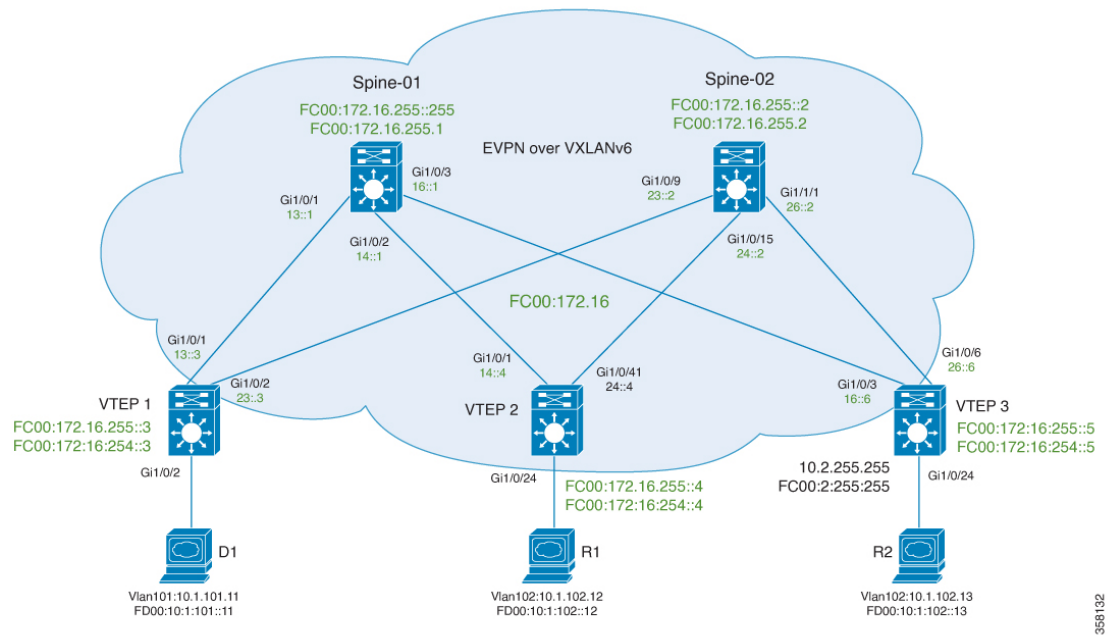 Spine-01
FC00:172.16.255::255
FC00:172.16.255.1
Spine-02
FC00:172.16.255::2
FC00:172.16.255.2
EVPN over VXLANv6
Gi1/0/1
13::1
Gi1/0/3
16::1
Gi1/0/2
14::1
Gi1/0/9
23::2
Gi1/1/1
26::2
Gi1/0/15
24::2
FC00:172.16
Gi1/0/1
13::3
Gi1/0/2
23:.3
Gi1/0/1
14::4
Gi1/0/41
24::4
Gi1/0/3
16::6
Gi1/0/6
26::6
VTEP 1
FC00:172.16.255::3
FC00:172:16:254::3
Gi1/0/2
VTEP 2
Gi1/0/24
FC00:172.16.255::4
FC00:172:16:254::4
VTEP 3
FC00:172:16:255::5
FC00:172:16:254::5
10.2.255.255
FC00:2:255:255
Gi1/0/24
D1
Vlan101:10.1.101.11
FD00:10:1:101::11
R1
Vlan102:10.1.102.12
FD00:10:1:102::12
R2
Vlan102:10.1.102.13
FD00:10:1:102::13
358132